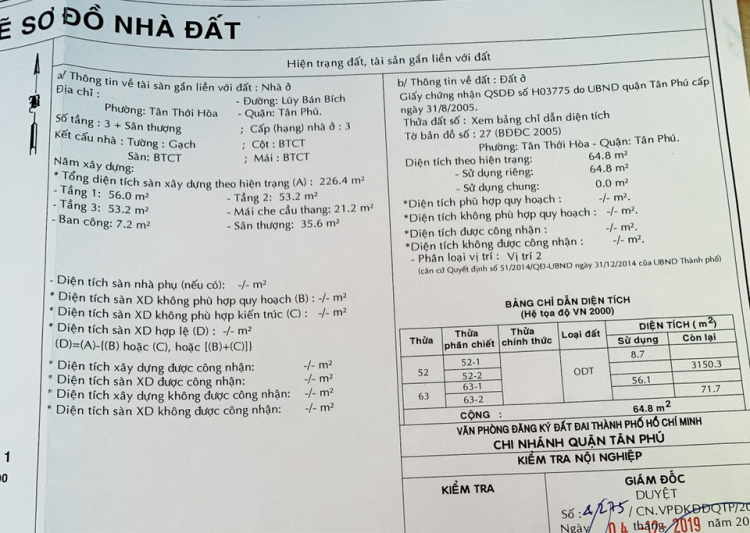 Ẽ SƠ ĐỒ NHÀ ĐẤT
Hiện trạng đất, tài sản gắn liền với đất
a/ Thông tin về tài sản gắn liền với đất : Nhà ở
Địa chỉ :
- Đường: Lũy Bán Bích
Phường: Tân Thới Hòa
- Quận: Tân Phú.
Số tầng : 3 + Sân thượng ; Cấp (hạng) nhà ở : 3
Kết cấu nhà : Tường : Gạch ; Cột : BTCT
Sàn: BTCT ; Mái : BTCT
Năm xây dựng:
* Tổng diện tích sàn xây dựng theo hiện trạng (A) : 226.4 m²
- Tầng 1: 56.0 m² - Tầng 2: 53.2 m²
- Tầng 3: 53.2 m² - Mái che cầu thang: 21.2 m²
- Ban công: 7.2 m² - Sân thượng: 35.6 m²
- Diện tích sàn nhà phụ (nếu có): -/- m²
* Diện tích sàn XD không phù hợp quy hoạch (B) : -/- m²
* Diện tích sàn XD không phù hợp kiến trúc (C) : -/- m²
* Diện tích sàn XD hợp lệ (D) : -/- m²
(D)=(A)-[(B) hoặc (C), hoặc [(B)+(C)]
* Diện tích xây dựng được công nhận: -/- m²
* Diện tích sàn XD được công nhận: -/- m²
* Diện tích xây dựng không được công nhận: -/- m²
* Diện tích sàn XD không được công nhận: -/- m²
1
00
b/ Thông tin về đất : Đất ở
Giấy chứng nhận QSDĐ số H03775 do UBND quận Tân Phú cấp
ngày 31/8/2005.
Thửa đất số : Xem bảng chỉ dẫn diện tích
Tờ bản đồ số : 27 (BĐĐC 2005)
Phường: Tân Thới Hòa - Quận: Tân Phú.
Diện tích theo hiện trạng: 64.8 m²
- Sử dụng riêng: 64.8 m²
- Sử dụng chung: 0.0 m²
*Diện tích phù hợp quy hoạch : -/- m².
*Diện tích không phù hợp quy hoạch : -/- m².
*Diện tích được công nhận : -/- m².
*Diện tích không được công nhận : -/- m².
- Phân loại vị trí : Vị trí 2
(căn cứ Quyết định số 51/2014/QĐ-UBND ngày 31/12/2014 của UBND Thành phố)
BẢNG CHỈ DẪN DIỆN TÍCH
(Hệ tọa độ VN 2000)
Thửa Thửa phân chiết Thửa chính thức Loại đất DIỆN TÍCH ( m²)
Sử dụng Còn lại
52 52-1 8.7
52-2 3150.3
ODT
63 63-1 56.1
63-2 71.7
CỘNG : 64.8 m²
VĂN PHÒNG ĐĂNG KÝ ĐẤT ĐAI THÀNH PHỐ HỒ CHÍ MINH
CHI NHÁNH QUẬN TÂN PHÚ
KIỂM TRA NỘI NGHIỆP
KIỂM TRA
GIÁM ĐỐC
DUYỆT
Số : 4275 / CN.VPĐKĐĐQTP/20
Ngày 04 tháng 12 2019 năm 20